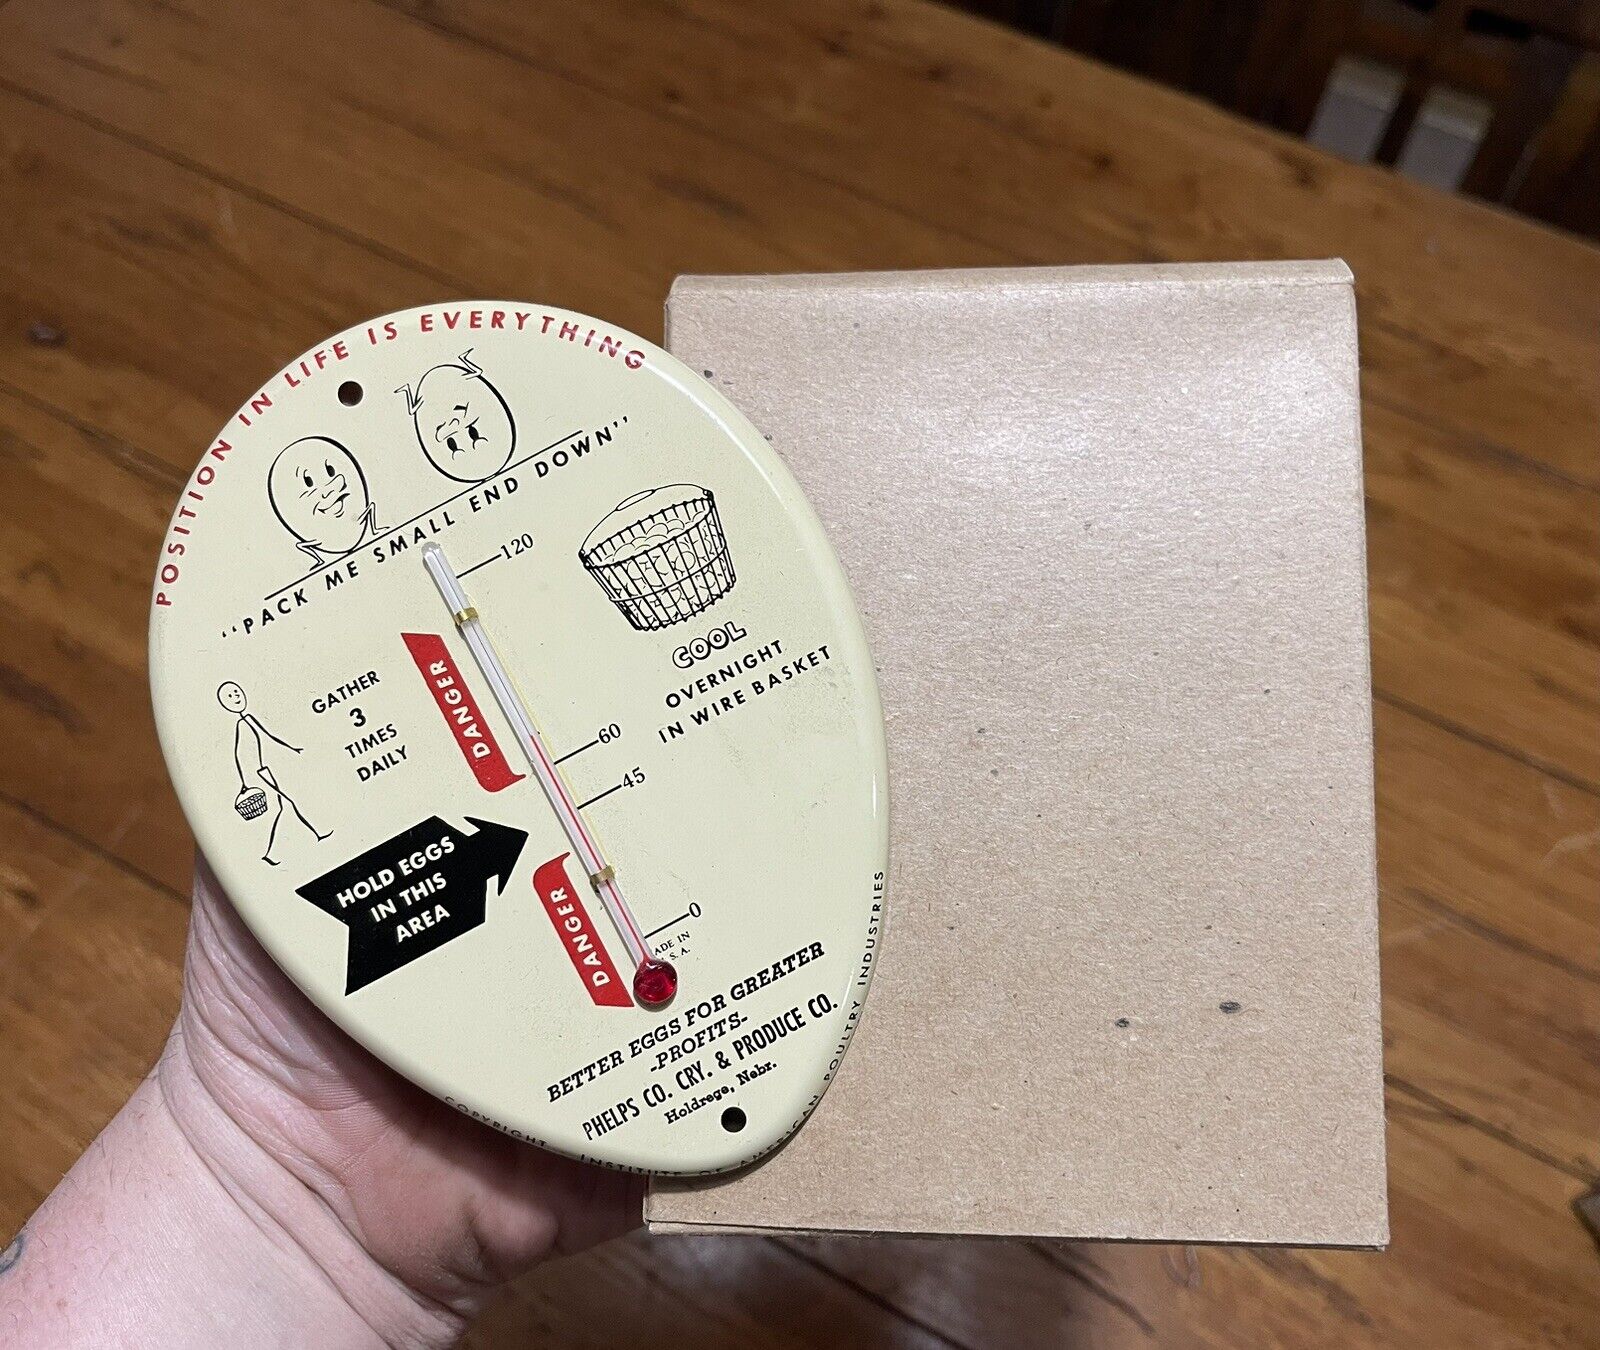 POSITION IN LIFE IS EVERYTHING
"PACK ME SMALL END DOWN"
120
COOL
OVERNIGHT
IN WIRE BASKET
GATHER
3
TIMES
DAILY
DANGER
60
45
HOLD EGGS
IN THIS
AREA
DANGER
0
ADE IN
S. A.
BETTER EGGS FOR GREATER
-PROFITS-
PHELPS CO. CRY. & PRODUCE CO.
Holdrege, Nebr.
COPYRIGHT INSTITUTE OF AMERICAN POULTRY INDUSTRIES